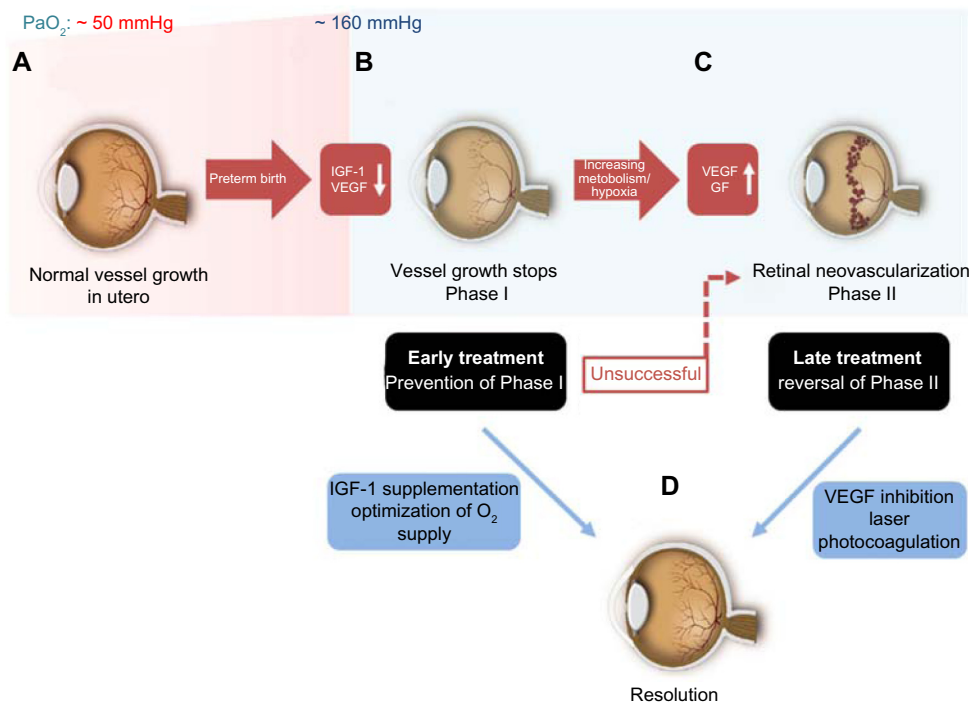 PaO₂: ~ 50 mmHg
~ 160 mmHg
A
B
C
Preterm birth
IGF-1
VEGF
Increasing
metabolism/
hypoxia
VEGF
GF
Normal vessel growth
in utero
Vessel growth stops
Phase I
Retinal neovascularization
Phase II
Early treatment
Prevention of Phase I
Unsuccessful
Late treatment
reversal of Phase II
IGF-1 supplementation
optimization of O₂
supply
D
VEGF inhibition
laser
photocoagulation
Resolution